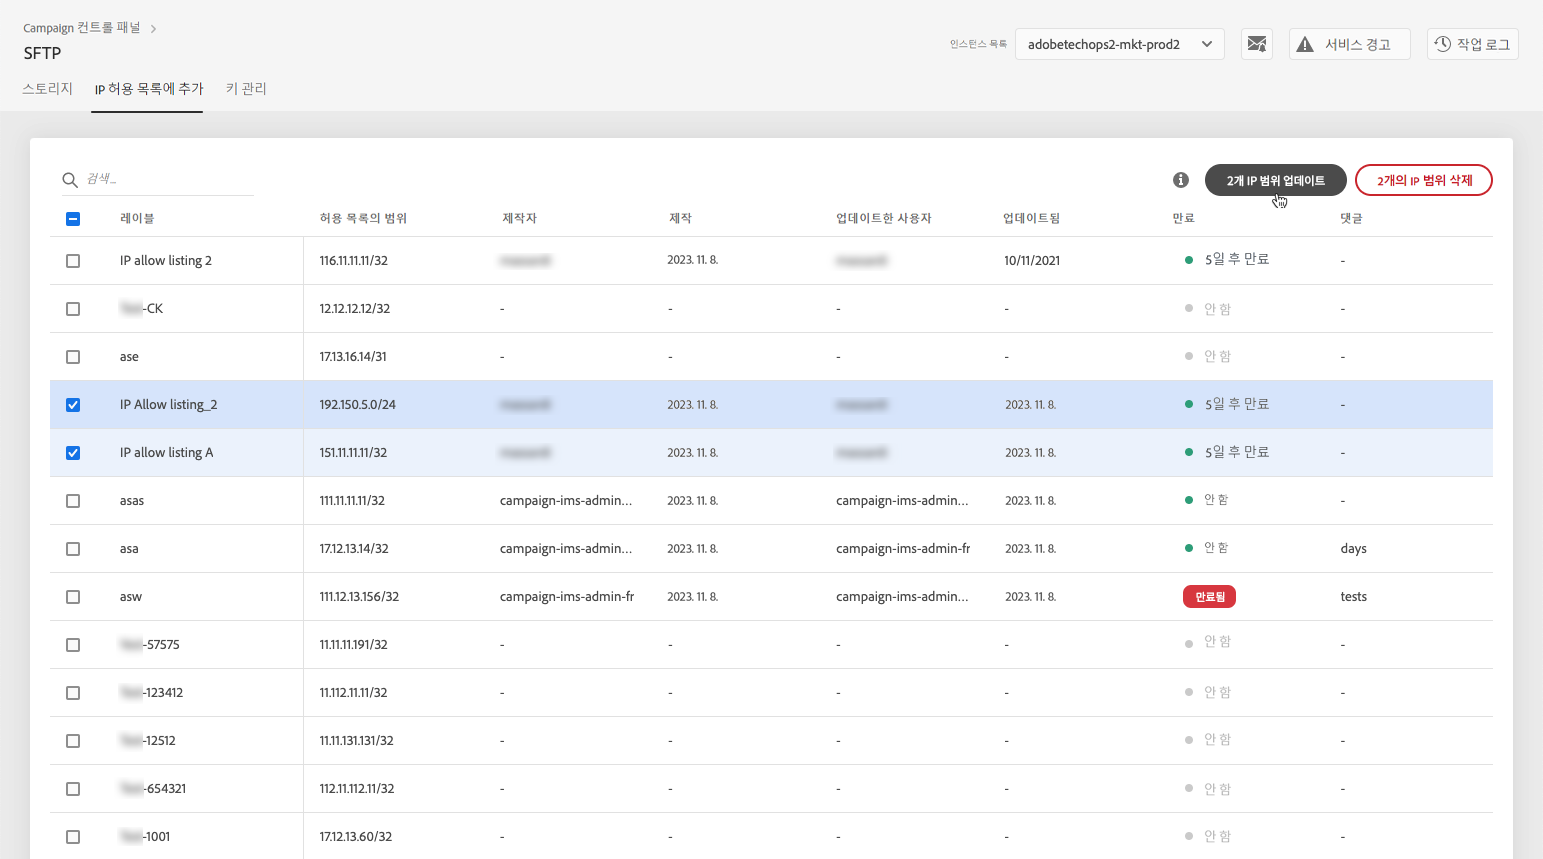 Campaign 컨트롤 패널
SFTP
인스턴스 목록 adobetechops2-mkt-prod2 서비스 경고 작업 로그
스토리지 IP 허용 목록에 추가 키 관리
검색_ 2개 IP 범위 업데이트 2개의 IP 범위 삭제
레이블 허용 목록의 범위 제작자 제작 업데이트한 사용자 업데이트됨 만료 댓글
IP allow listing 2 116.11.11.11/32 2023. 11. 8. 10/11/2021 5일 후 만료 -
-CK 12.12.12.12/32 - - - - 안 함 -
ase 17.13.16.14/31 - - - - 안 함 -
IP Allow listing_2 192.150.5.0/24 2023. 11. 8. 2023. 11. 8. 5일 후 만료 -
IP allow listing A 151.11.11.11/32 2023. 11. 8. 2023. 11. 8. 5일 후 만료 -
asas 111.11.11.11/32 campaign-ims-admin... 2023. 11. 8. campaign-ims-admin... 2023. 11. 8. 안 함 -
asa 17.12.13.14/32 campaign-ims-admin... 2023. 11. 8. campaign-ims-admin-fr 2023. 11. 8. 안 함 days
asw 111.12.13.156/32 campaign-ims-admin-fr 2023. 11. 8. campaign-ims-admin... 2023. 11. 8. 만료됨 tests
-57575 11.11.11.191/32 - - - - 안 함 -
-123412 11.112.11.11/32 - - - - 안 함 -
-12512 11.11.131.131/32 - - - - 안 함 -
-654321 112.11.112.11/32 - - - - 안 함 -
-1001 17.12.13.60/32 - - - - 안 함 -